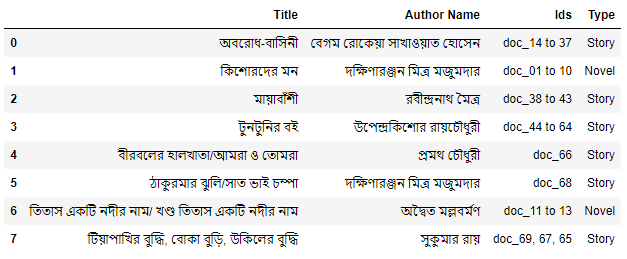 Title Author Name Ids Type
0 অবরোধ-বাসিনী বেগম রোকেয়া সাখাওয়াত হোসেন doc_14 to 37 Story
1 কিশোরদের মন দক্ষিণারঞ্জন মিত্র মজুমদার doc_01 to 10 Novel
2 মায়াবাঁশী রবীন্দ্রনাথ মৈত্র doc_38 to 43 Story
3 টুনটুনির বই উপেন্দ্রকিশোর রায়চৌধুরী doc_44 to 64 Story
4 বীরবলের হালখাতা/আমরা ও তোমরা প্রমথ চৌধুরী doc_66 Story
5 ঠাকুরমার ঝুলি/সাত ভাই চম্পা দক্ষিণারঞ্জন মিত্র মজুমদার doc_68 Story
6 তিতাস একটি নদীর নাম/ খণ্ড তিতাস একটি নদীর নাম অদ্বৈত মল্লবর্মণ doc_11 to 13 Novel
7 টিয়াপাখির বুদ্ধি, বোকা বুড়ি, উকিলের বুদ্ধি সুকুমার রায় doc_69, 67, 65 Story